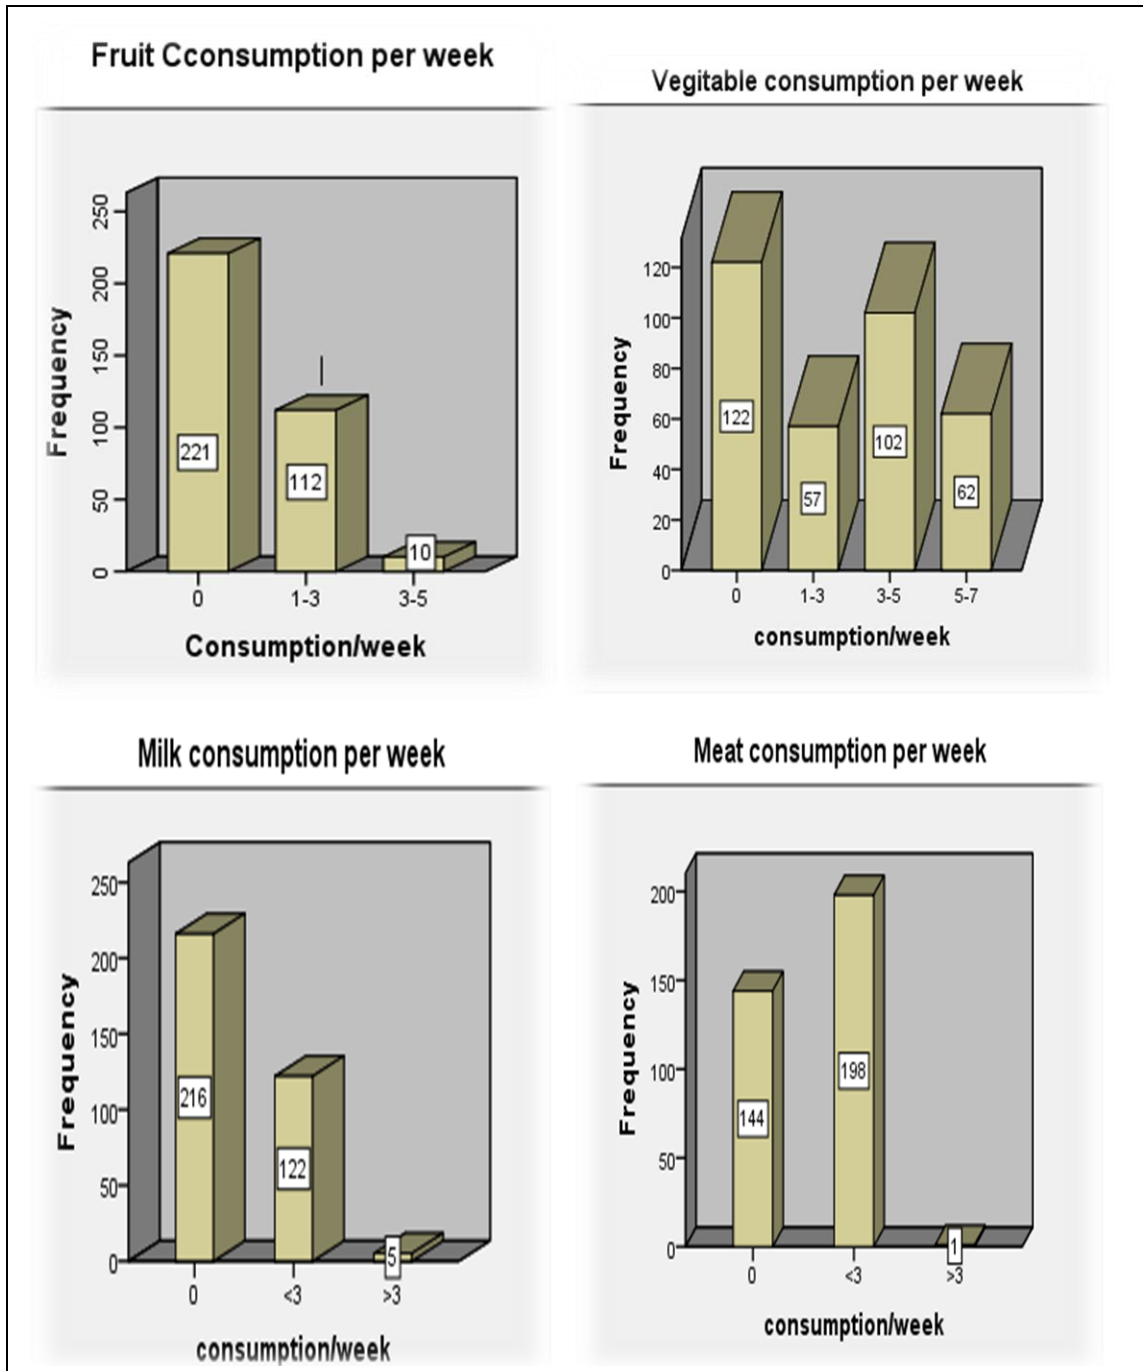 Fruit Cconsumption per week
Frequency
250
200
150
100
50
0
221
112
10
0 1-3 3-5
Consumption/week
Vegitable consumption per week
Frequency
120
100
80
60
40
20
0
122
57
102
62
0 1-3 3-5 5-7
consumption/week
Milk consumption per week
Frequency
250
200
150
100
50
0
216
122
5
0 <3 >3
consumption/week
Meat consumption per week
Frequency
200
150
100
50
0
144
198
1
0 <3 >3
consumption/week